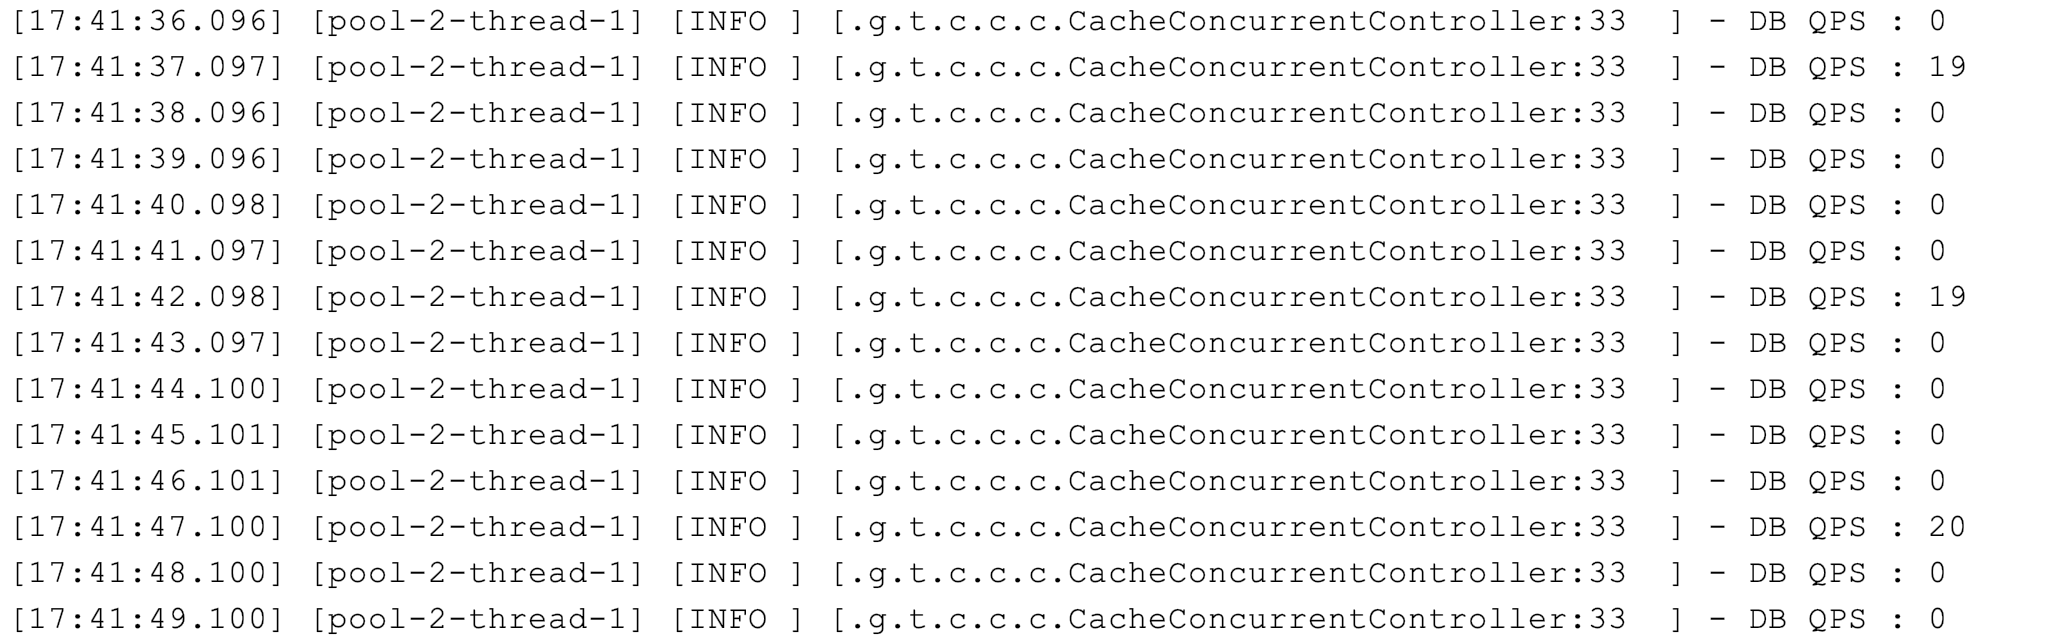 [17:41:36.096] [pool-2-thread-1] [INFO ] [.g.t.c.c.c.CacheConcurrentController:33  ] - DB QPS : 0
[17:41:37.097] [pool-2-thread-1] [INFO ] [.g.t.c.c.c.CacheConcurrentController:33  ] - DB QPS : 19
[17:41:38.096] [pool-2-thread-1] [INFO ] [.g.t.c.c.c.CacheConcurrentController:33  ] - DB QPS : 0
[17:41:39.096] [pool-2-thread-1] [INFO ] [.g.t.c.c.c.CacheConcurrentController:33  ] - DB QPS : 0
[17:41:40.098] [pool-2-thread-1] [INFO ] [.g.t.c.c.c.CacheConcurrentController:33  ] - DB QPS : 0
[17:41:41.097] [pool-2-thread-1] [INFO ] [.g.t.c.c.c.CacheConcurrentController:33  ] - DB QPS : 0
[17:41:42.098] [pool-2-thread-1] [INFO ] [.g.t.c.c.c.CacheConcurrentController:33  ] - DB QPS : 19
[17:41:43.097] [pool-2-thread-1] [INFO ] [.g.t.c.c.c.CacheConcurrentController:33  ] - DB QPS : 0
[17:41:44.100] [pool-2-thread-1] [INFO ] [.g.t.c.c.c.CacheConcurrentController:33  ] - DB QPS : 0
[17:41:45.101] [pool-2-thread-1] [INFO ] [.g.t.c.c.c.CacheConcurrentController:33  ] - DB QPS : 0
[17:41:46.101] [pool-2-thread-1] [INFO ] [.g.t.c.c.c.CacheConcurrentController:33  ] - DB QPS : 0
[17:41:47.100] [pool-2-thread-1] [INFO ] [.g.t.c.c.c.CacheConcurrentController:33  ] - DB QPS : 20
[17:41:48.100] [pool-2-thread-1] [INFO ] [.g.t.c.c.c.CacheConcurrentController:33  ] - DB QPS : 0
[17:41:49.100] [pool-2-thread-1] [INFO ] [.g.t.c.c.c.CacheConcurrentController:33  ] - DB QPS : 0